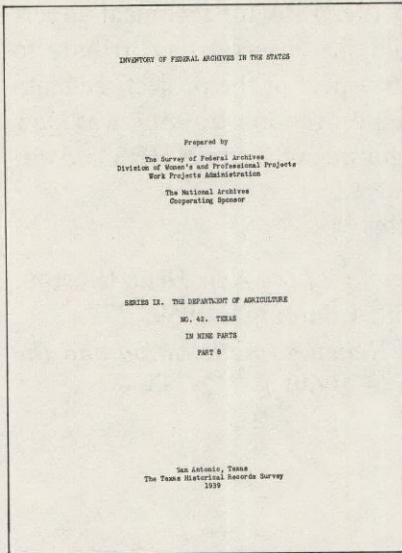 INVENTORY OF FEDERAL ARCHIVES IN THE STATES
Prepared by
The Survey of Federal Archives
Division of Women's and Professional Projects
Work Projects Administration
The National Archives
Cooperating Sponsor
SERIES IX. THE DEPARTMENT OF AGRICULTURE
NO. 42. TEXAS
IN NINE PARTS
PART 8
San Antonio, Texas
The Texas Historical Records Survey
1939